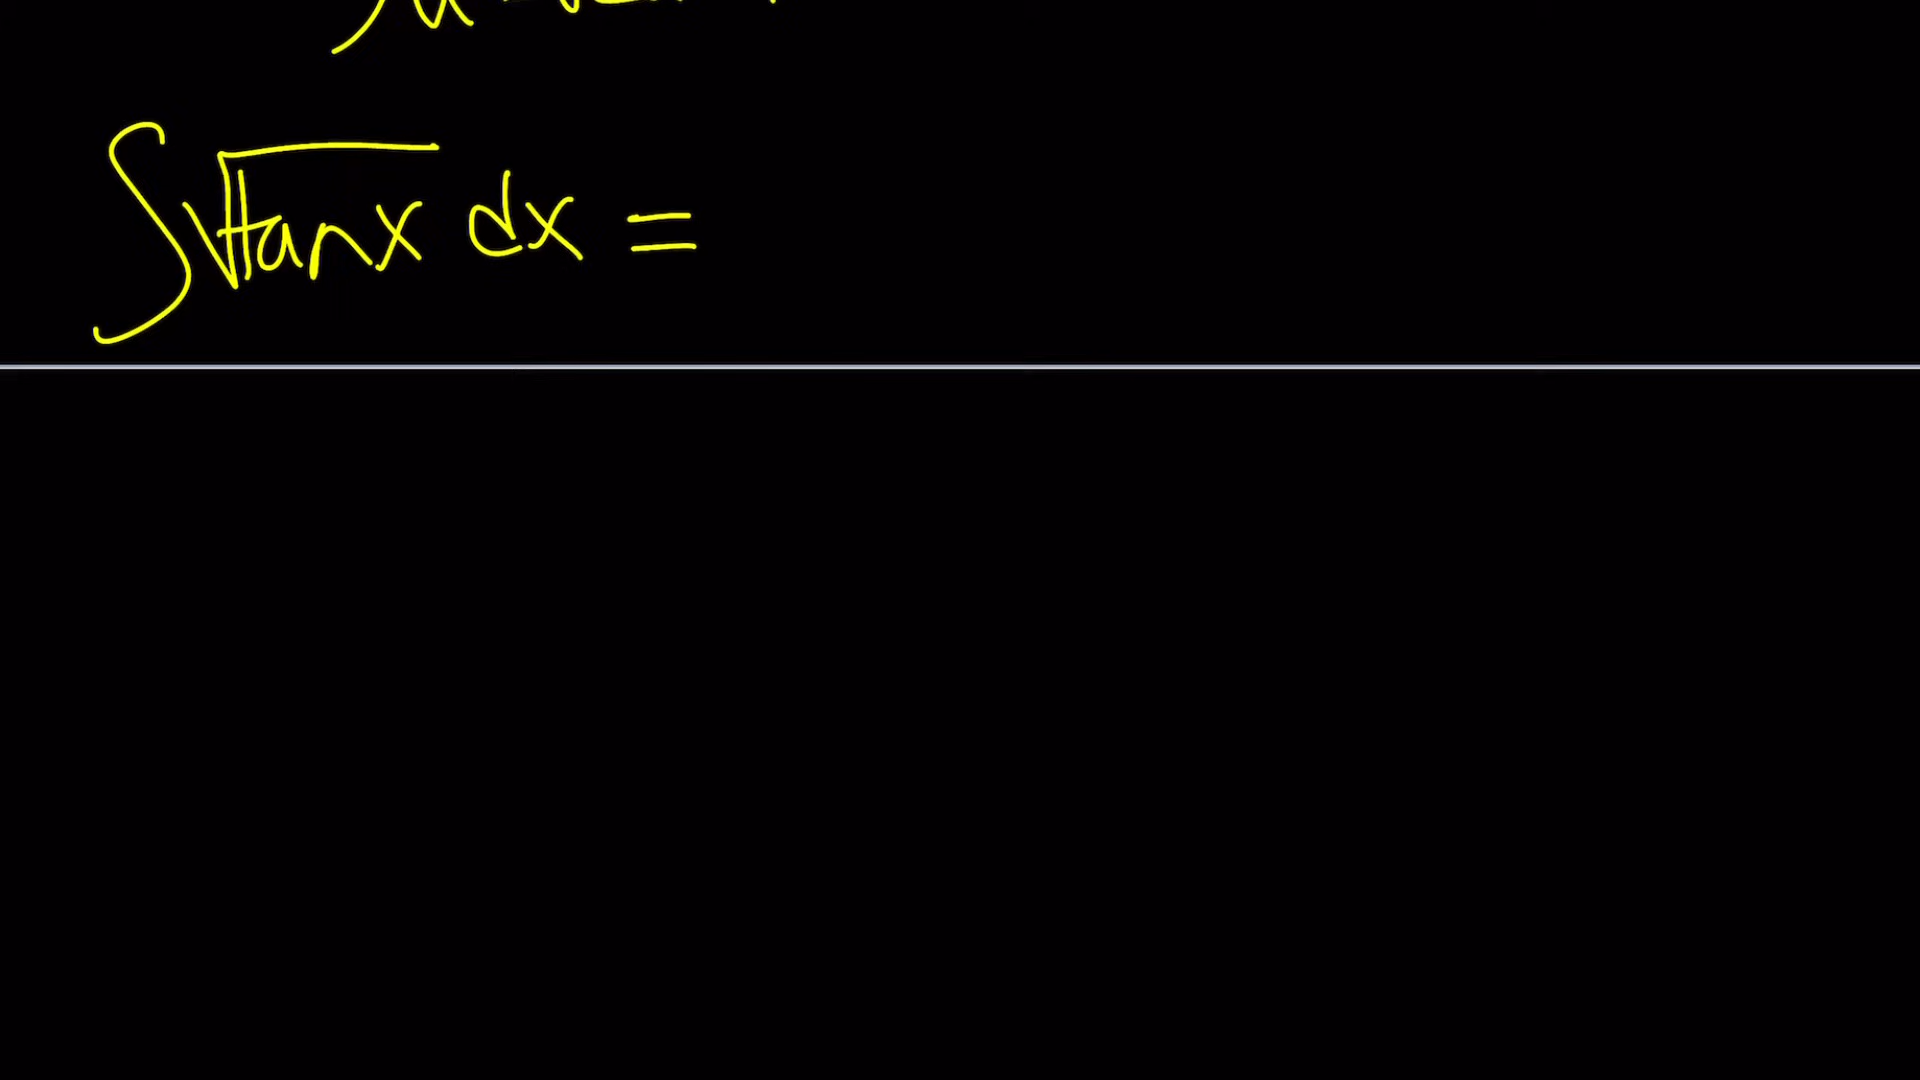 ∫√tanx dx =